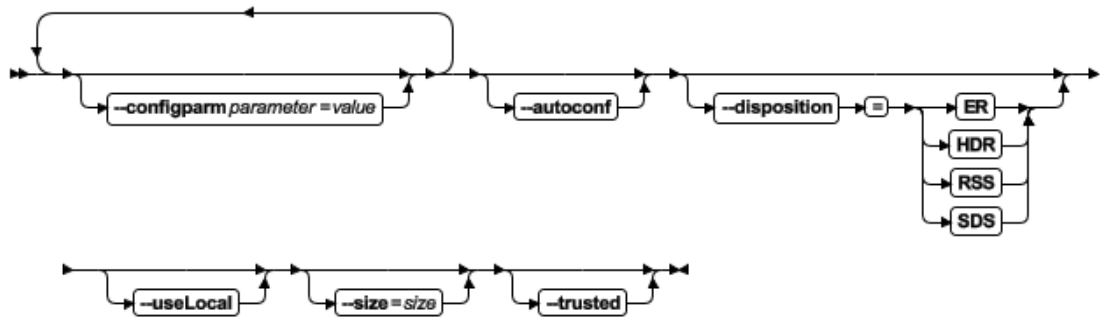 --configparm parameter=value
--autoconf
--disposition = ER
HDR
RSS
SDS
--useLocal
--size=size
--trusted